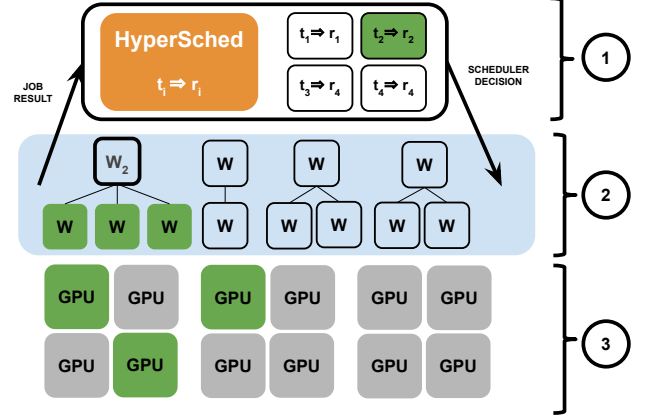 HyperSched
t₁⇒r₁ t₂⇒r₂
1
JOB
RESULT
tᵢ⇒rᵢ
SCHEDULER
DECISION
t₃⇒r₄ t₄⇒r₄
W₂ W W W
2
W W W W W W W W
GPU GPU GPU GPU GPU GPU
3
GPU GPU GPU GPU GPU GPU